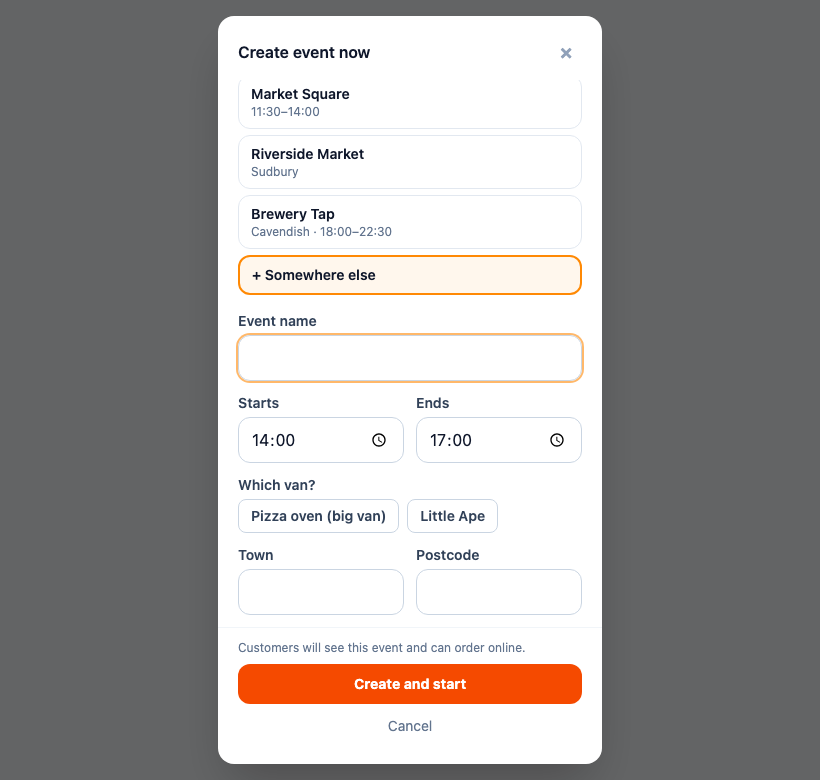 Create event now
×
Market Square
11:30–14:00
Riverside Market
Sudbury
Brewery Tap
Cavendish · 18:00–22:30
+ Somewhere else
Event name
Starts
Ends
14:00
17:00
Which van?
Pizza oven (big van)
Little Ape
Town
Postcode
Customers will see this event and can order online.
Create and start
Cancel